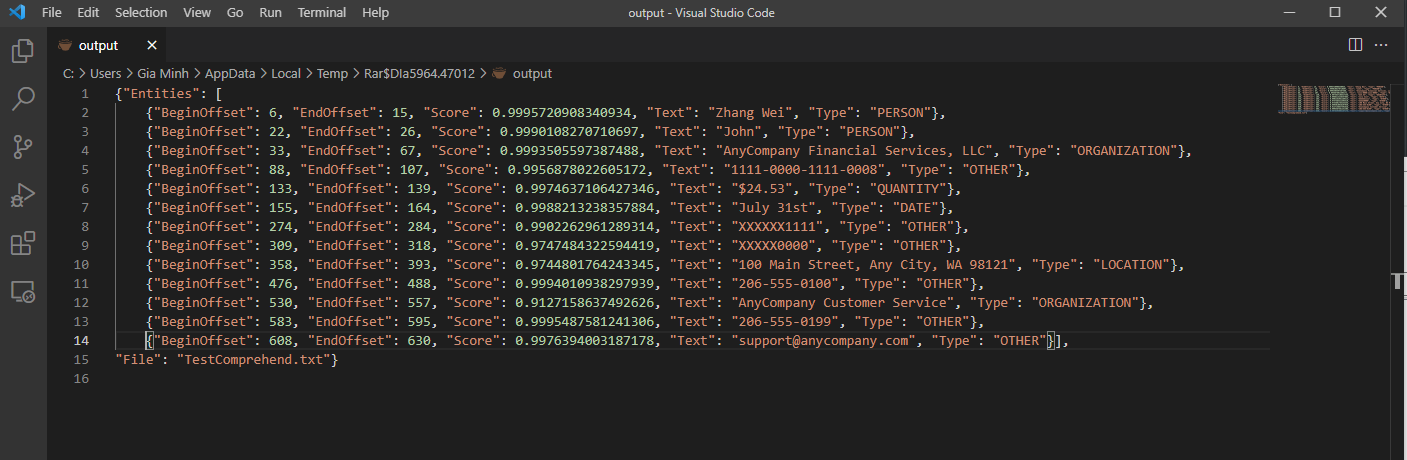 File Edit Selection View Go Run Terminal Help output - Visual Studio Code
output
C: > Users > Gia Minh > AppData > Local > Temp > Rar$DIa5964.47012 > output
1 {"Entities": [
2 {"BeginOffset": 6, "EndOffset": 15, "Score": 0.9995720908340934, "Text": "Zhang Wei", "Type": "PERSON"},
3 {"BeginOffset": 22, "EndOffset": 26, "Score": 0.9990108270710697, "Text": "John", "Type": "PERSON"},
4 {"BeginOffset": 33, "EndOffset": 67, "Score": 0.9993505597387488, "Text": "AnyCompany Financial Services, LLC", "Type": "ORGANIZATION"},
5 {"BeginOffset": 88, "EndOffset": 107, "Score": 0.9956878022605172, "Text": "1111-0000-1111-0008", "Type": "OTHER"},
6 {"BeginOffset": 133, "EndOffset": 139, "Score": 0.9974637106427346, "Text": "$24.53", "Type": "QUANTITY"},
7 {"BeginOffset": 155, "EndOffset": 164, "Score": 0.9988213238357884, "Text": "July 31st", "Type": "DATE"},
8 {"BeginOffset": 274, "EndOffset": 284, "Score": 0.9902262961289314, "Text": "XXXXXX1111", "Type": "OTHER"},
9 {"BeginOffset": 309, "EndOffset": 318, "Score": 0.9747484322594419, "Text": "XXXXX0000", "Type": "OTHER"},
10 {"BeginOffset": 358, "EndOffset": 393, "Score": 0.9744801764243345, "Text": "100 Main Street, Any City, WA 98121", "Type": "LOCATION"},
11 {"BeginOffset": 476, "EndOffset": 488, "Score": 0.9994010938297939, "Text": "206-555-0100", "Type": "OTHER"},
12 {"BeginOffset": 530, "EndOffset": 557, "Score": 0.9127158637492626, "Text": "AnyCompany Customer Service", "Type": "ORGANIZATION"},
13 {"BeginOffset": 583, "EndOffset": 595, "Score": 0.9995487581241306, "Text": "206-555-0199", "Type": "OTHER"},
14 {"BeginOffset": 608, "EndOffset": 630, "Score": 0.9976394003187178, "Text": "support@anycompany.com", "Type": "OTHER"}],
15 "File": "TestComprehend.txt"}
16